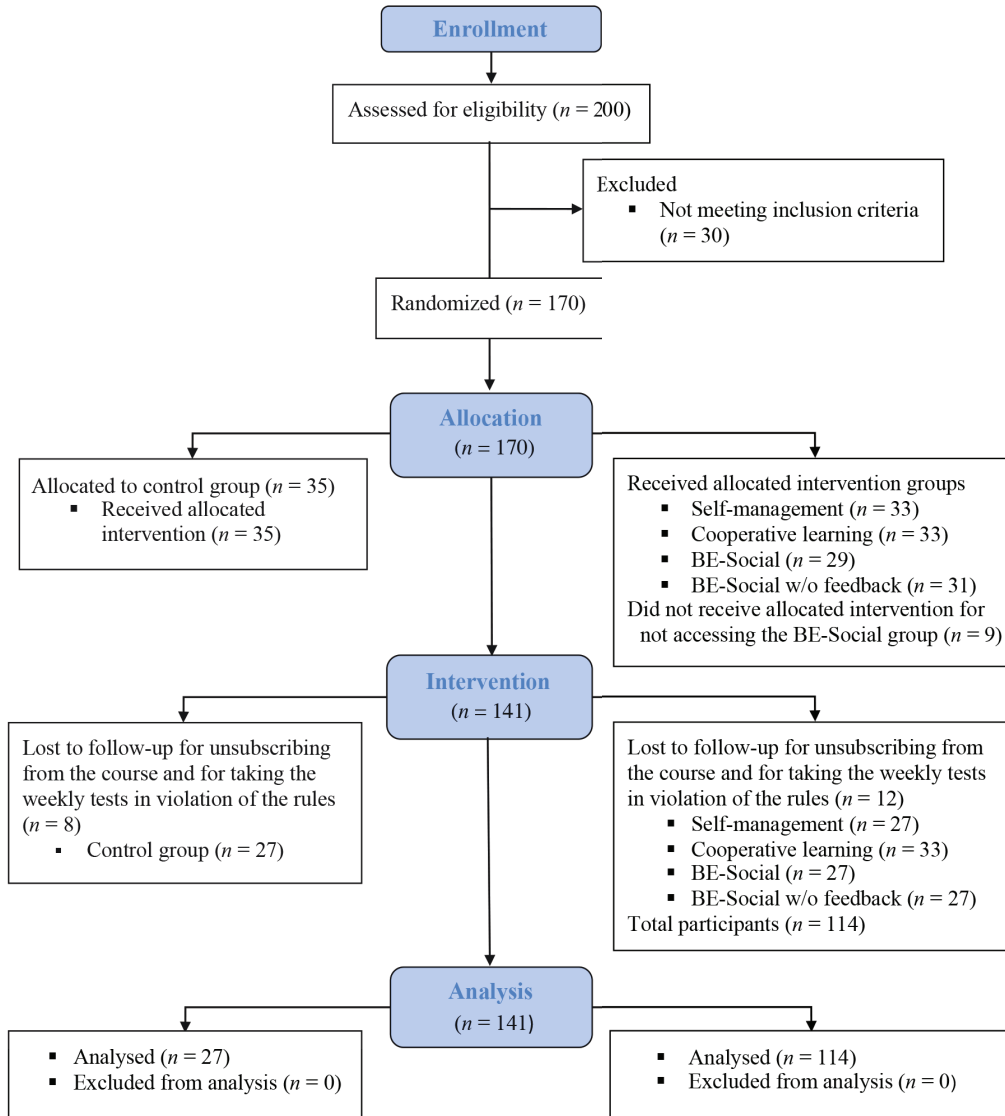 Enrollment
Assessed for eligibility (n = 200)
Excluded
▪ Not meeting inclusion criteria
(n = 30)
Randomized (n = 170)
Allocation
(n = 170)
Allocated to control group (n = 35)
▪ Received allocated
intervention (n = 35)
Received allocated intervention groups
▪ Self-management (n = 33)
▪ Cooperative learning (n = 33)
▪ BE-Social (n = 29)
▪ BE-Social w/o feedback (n = 31)
Did not receive allocated intervention for
not accessing the BE-Social group (n = 9)
Intervention
(n = 141)
Lost to follow-up for unsubscribing
from the course and for taking the
weekly tests in violation of the rules
(n = 8)
▪ Control group (n = 27)
Lost to follow-up for unsubscribing from
the course and for taking the weekly tests
in violation of the rules (n = 12)
▪ Self-management (n = 27)
▪ Cooperative learning (n = 33)
▪ BE-Social (n = 27)
▪ BE-Social w/o feedback (n = 27)
Total participants (n = 114)
Analysis
(n = 141)
▪ Analysed (n = 27)
▪ Excluded from analysis (n = 0)
▪ Analysed (n = 114)
▪ Excluded from analysis (n = 0)